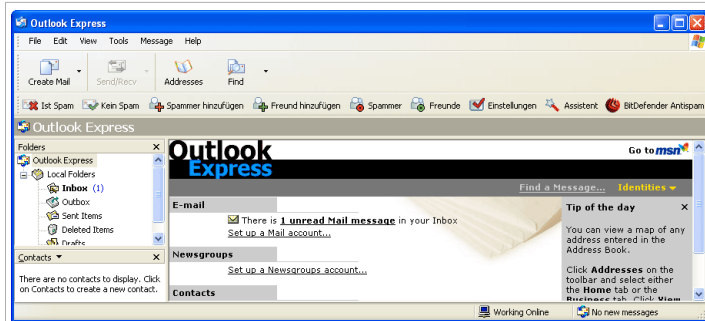 Outlook Express
File Edit View Tools Message Help
Create Mail Send/Recv Addresses Find
Ist Spam Kein Spam Spammer hinzufügen Freund hinzufügen Spammer Freunde Einstellungen Assistent BitDefender Antispam
Outlook Express
Folders
Outlook Express
Local Folders
Inbox (1)
Outbox
Sent Items
Deleted Items
Drafts
Contacts
There are no contacts to display. Click
on Contacts to create a new contact.
Outlook
Express
Go to msn
Find a Message... Identities
E-mail
There is 1 unread Mail message in your Inbox
Set up a Mail account...
Newsgroups
Set up a Newsgroups account...
Contacts
Tip of the day
You can view a map of any
address entered in the
Address Book.
Click Addresses on the
toolbar and select either
the Home tab or the
Business tab. Click View
Working Online No new messages